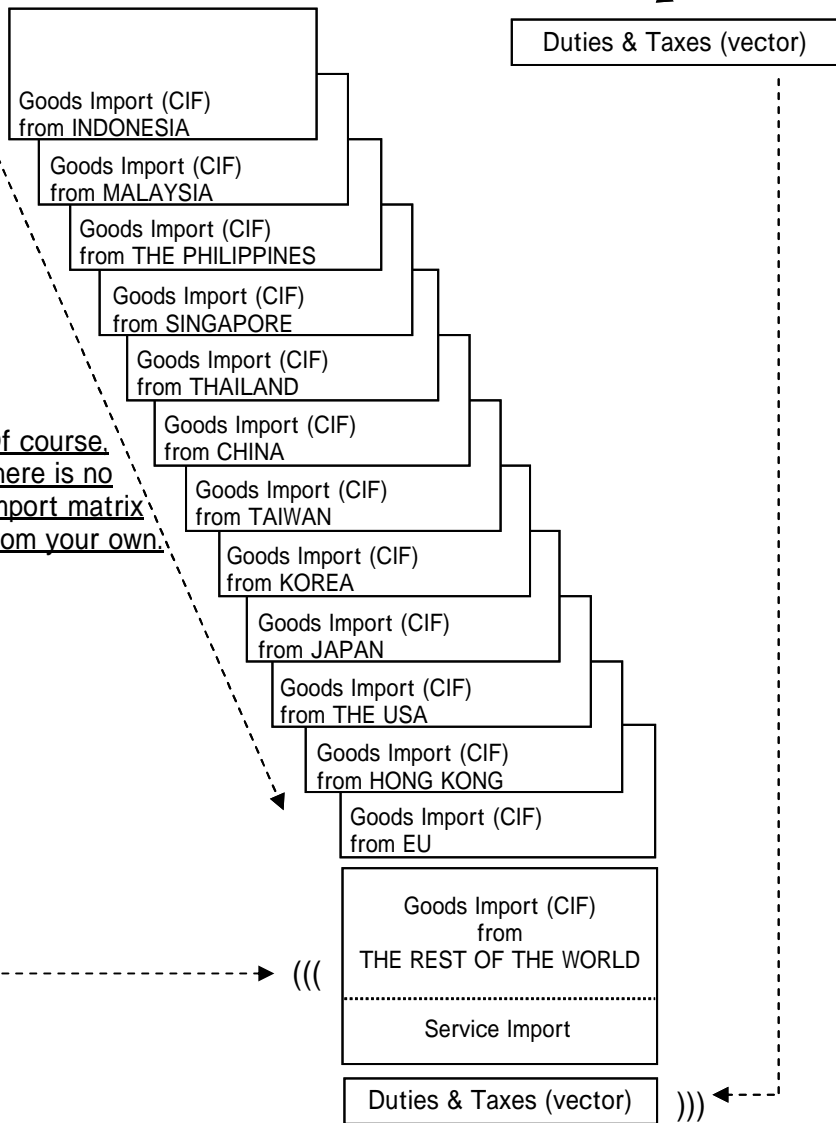 Duties & Taxes (vector)
Goods Import (CIF)
from INDONESIA
Goods Import (CIF)
from MALAYSIA
Goods Import (CIF)
from THE PHILIPPINES
Goods Import (CIF)
from SINGAPORE
Goods Import (CIF)
from THAILAND
Goods Import (CIF)
from CHINA
course,
there is no
import matrix
from your own.
Goods Import (CIF)
from TAIWAN
Goods Import (CIF)
from KOREA
Goods Import (CIF)
from JAPAN
Goods Import (CIF)
from THE USA
Goods Import (CIF)
from HONG KONG
Goods Import (CIF)
from EU
Goods Import (CIF)
from
THE REST OF THE WORLD
(((
Service Import
Duties & Taxes (vector) )))